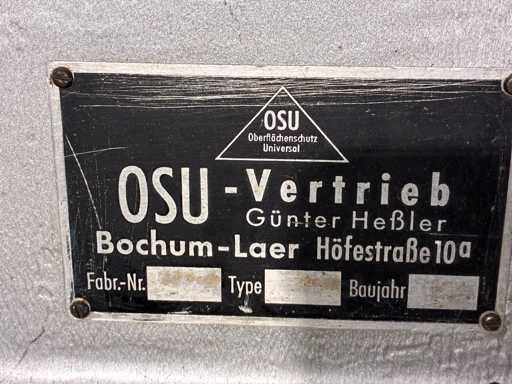 OSU
Oberflächenschutz
Universal
OSU -Vertrieb
Günter Heßler
Bochum-Laer Höfestraße 10a
Fabr.-Nr. Type Baujahr